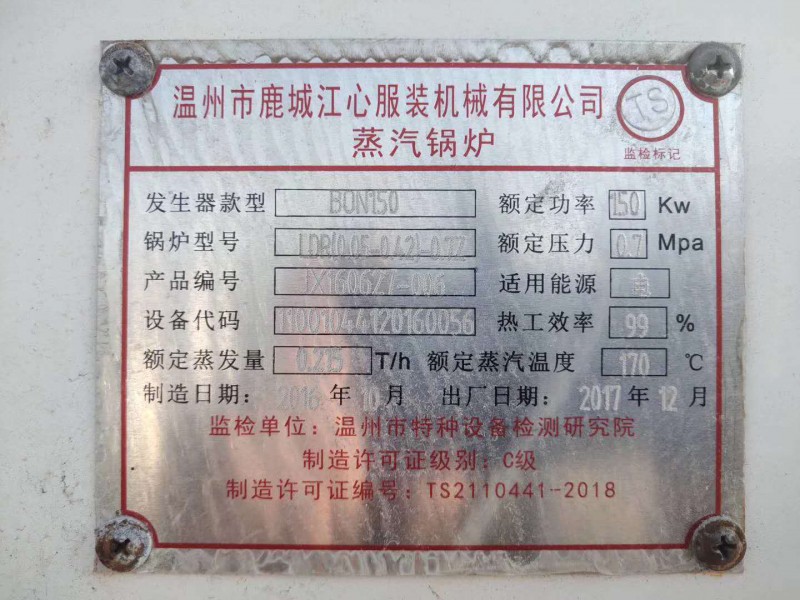 温州市鹿城江心服装机械有限公司
蒸汽锅炉
TS
监检标记
发生器款型 BON150 额定功率 150 Kw
锅炉型号 额定压力 0.7 Mpa
产品编号 JX160627-006 适用能源 电
设备代码 热工效率 99 %
额定蒸发量 0.215 T/h 额定蒸汽温度 170 ℃
制造日期: 2016 年 10 月 出厂日期: 2017 年 12 月
监检单位: 温州市特种设备检测研究院
制造许可证级别: C级
制造许可证编号: TS2110441-2018